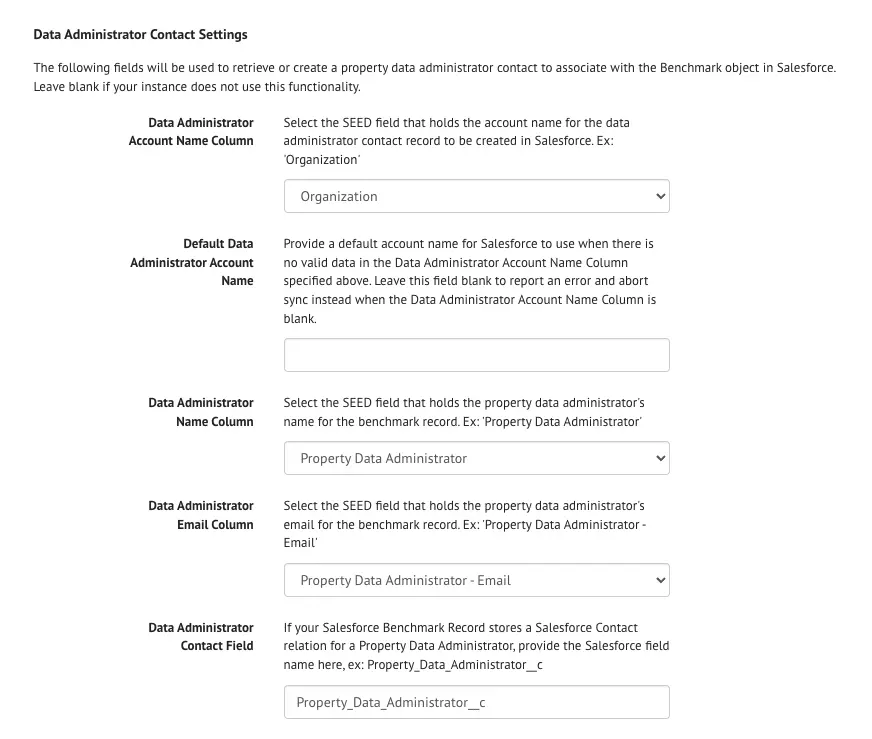 Data Administrator Contact Settings
The following fields will be used to retrieve or create a property data administrator contact to associate with the Benchmark object in Salesforce.
Leave blank if your instance does not use this functionality.
Data Administrator
Account Name Column
Select the SEED field that holds the account name for the data
administrator contact record to be created in Salesforce. Ex:
'Organization'
Organization
Default Data
Administrator Account
Name
Provide a default account name for Salesforce to use when there is
no valid data in the Data Administrator Account Name Column
specified above. Leave this field blank to report an error and abort
sync instead when the Data Administrator Account Name Column is
blank.
Data Administrator
Name Column
Select the SEED field that holds the property data administrator's
name for the benchmark record. Ex: 'Property Data Administrator'
Property Data Administrator
Data Administrator
Email Column
Select the SEED field that holds the property data administrator's
email for the benchmark record. Ex: 'Property Data Administrator -
Email'
Property Data Administrator - Email
Data Administrator
Contact Field
If your Salesforce Benchmark Record stores a Salesforce Contact
relation for a Property Data Administrator, provide the Salesforce field
name here, ex: Property_Data_Administrator__c
Property_Data_Administrator__c